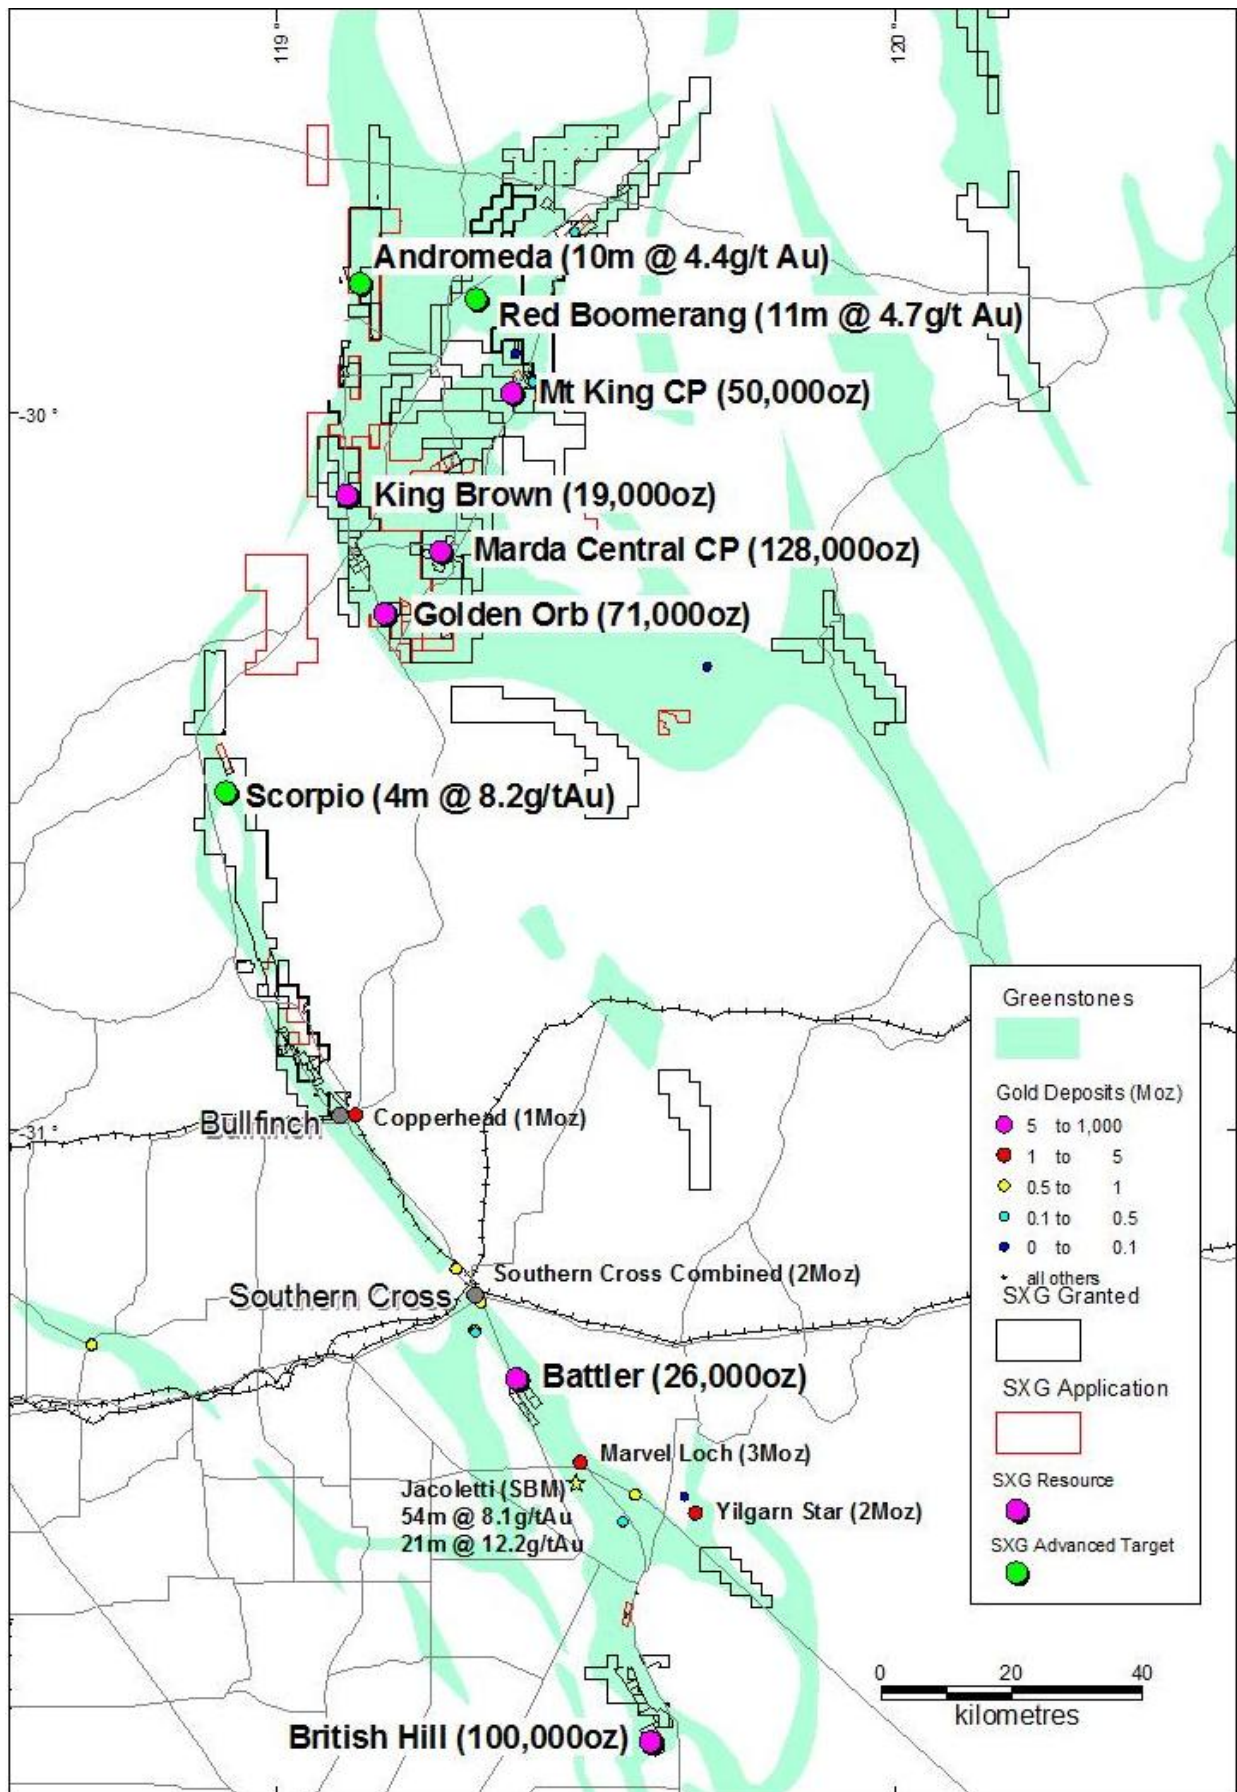 119 °
120 °
Andromeda (10m @ 4.4g/t Au)
Red Boomerang (11m @ 4.7g/t Au)
Mt King CP (50,000oz)
-30 °
King Brown (19,000oz)
Marda Central CP (128,000oz)
Golden Orb (71,000oz)
Scorpio (4m @ 8.2g/tAu)
Copperhead (1Moz)
Bullfinch
-31 °
Southern Cross Combined (2Moz)
Southern Cross
Battler (26,000oz)
Marvel Loch (3Moz)
Jacoletti (SBM)
54m @ 8.1g/tAu
21m @ 12.2g/tAu
Yilgarn Star (2Moz)
British Hill (100,000oz)
Greenstones
Gold Deposits (Moz)
5 to 1,000
1 to 5
0.5 to 1
0.1 to 0.5
0 to 0.1
all others
SXG Granted
SXG Application
SXG Resource
SXG Advanced Target
0 20 40
kilometres